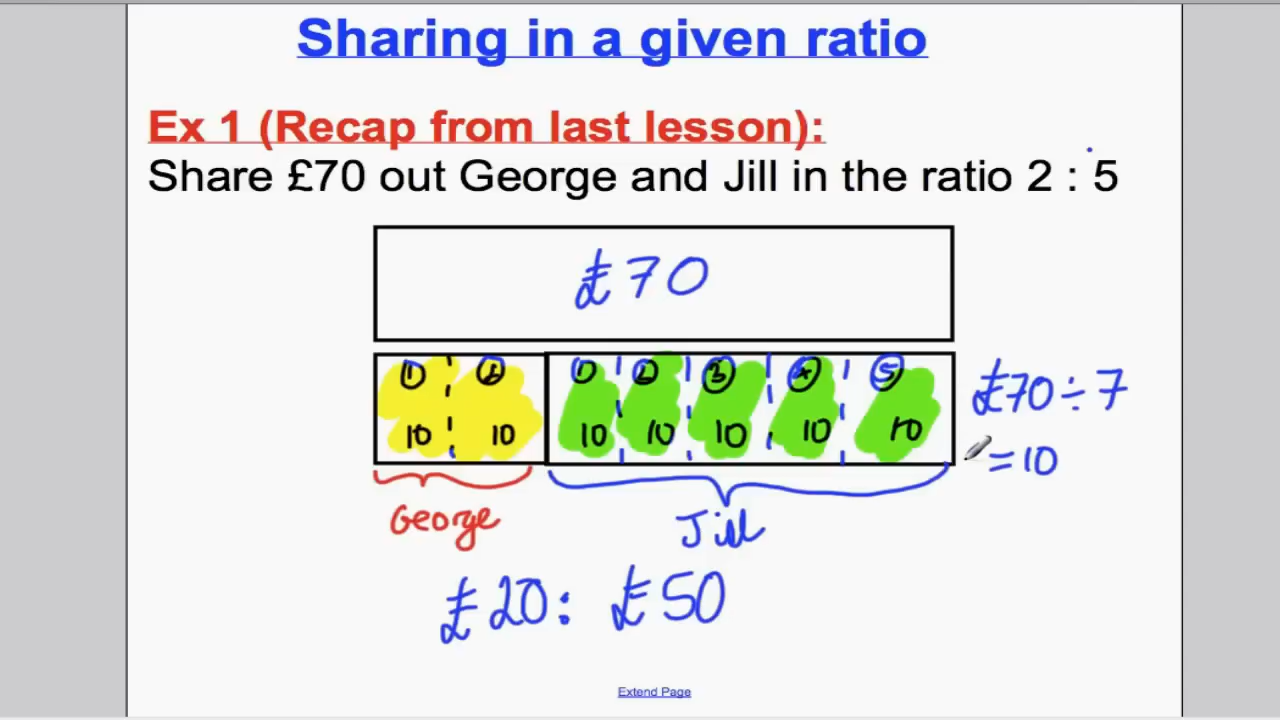 Sharing in a given ratio
Ex 1 (Recap from last lesson):
Share £70 out George and Jill in the ratio 2 : 5
£70
1 2 1 2 3 4 5
10 10 10 10 10 10 10
£70 ÷ 7
= 10
George
Jill
£20 : £50
Extend Page